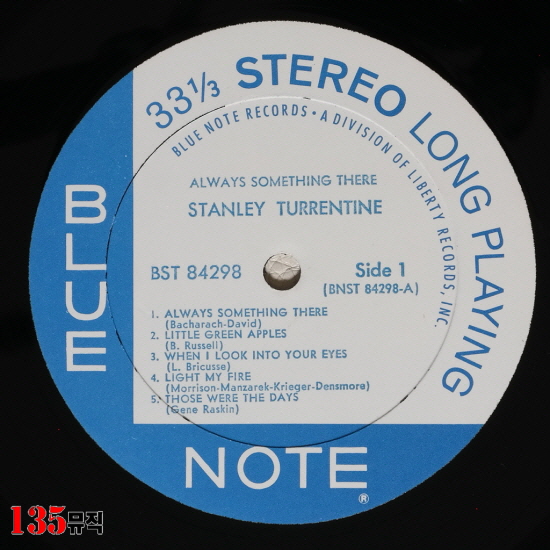 33⅓ STEREO LONG PLAYING
BLUE NOTE RECORDS • A DIVISION OF LIBERTY RECORDS, INC.
ALWAYS SOMETHING THERE
STANLEY TURRENTINE
BST 84298
Side 1
(BNST 84298-A)
1. ALWAYS SOMETHING THERE
(Bacharach-David)
2. LITTLE GREEN APPLES
(B. Russell)
3. WHEN I LOOK INTO YOUR EYES
(L. Bricusse)
4. LIGHT MY FIRE
(Morrison-Manzarek-Krieger-Densmore)
5. THOSE WERE THE DAYS
(Gene Raskin)
BLUE
NOTE®
135뮤직